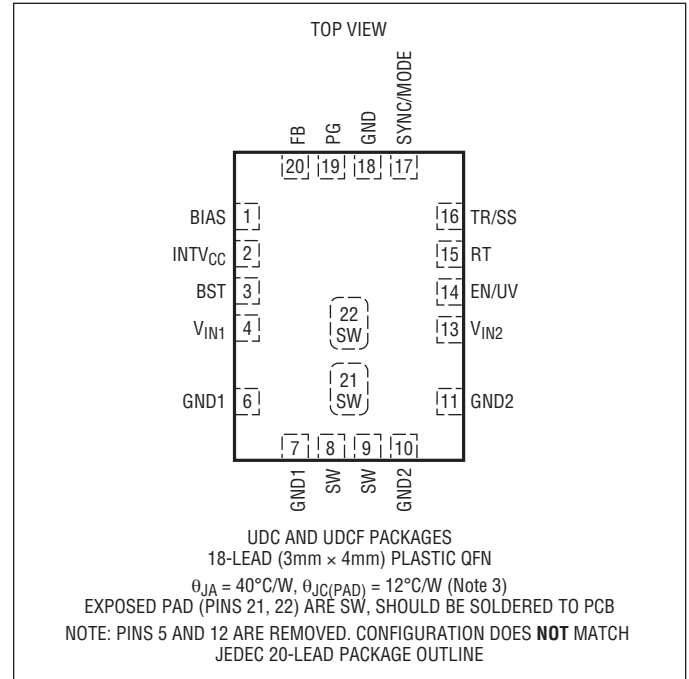 TOP VIEW
FB
PG
GND
SYNC/MODE
20 19 18 17
BIAS 1
16 TR/SS
INTVCC 2
15 RT
BST 3
14 EN/UV
VIN1 4
22
SW
13 VIN2
21
SW
GND1 6
11 GND2
7 8 9 10
GND1
SW
SW
GND2
UDC AND UDCF PACKAGES
18-LEAD (3mm × 4mm) PLASTIC QFN
θJA = 40°C/W, θJC(PAD) = 12°C/W (Note 3)
EXPOSED PAD (PINS 21, 22) ARE SW, SHOULD BE SOLDERED TO PCB
NOTE: PINS 5 AND 12 ARE REMOVED. CONFIGURATION DOES NOT MATCH
JEDEC 20-LEAD PACKAGE OUTLINE